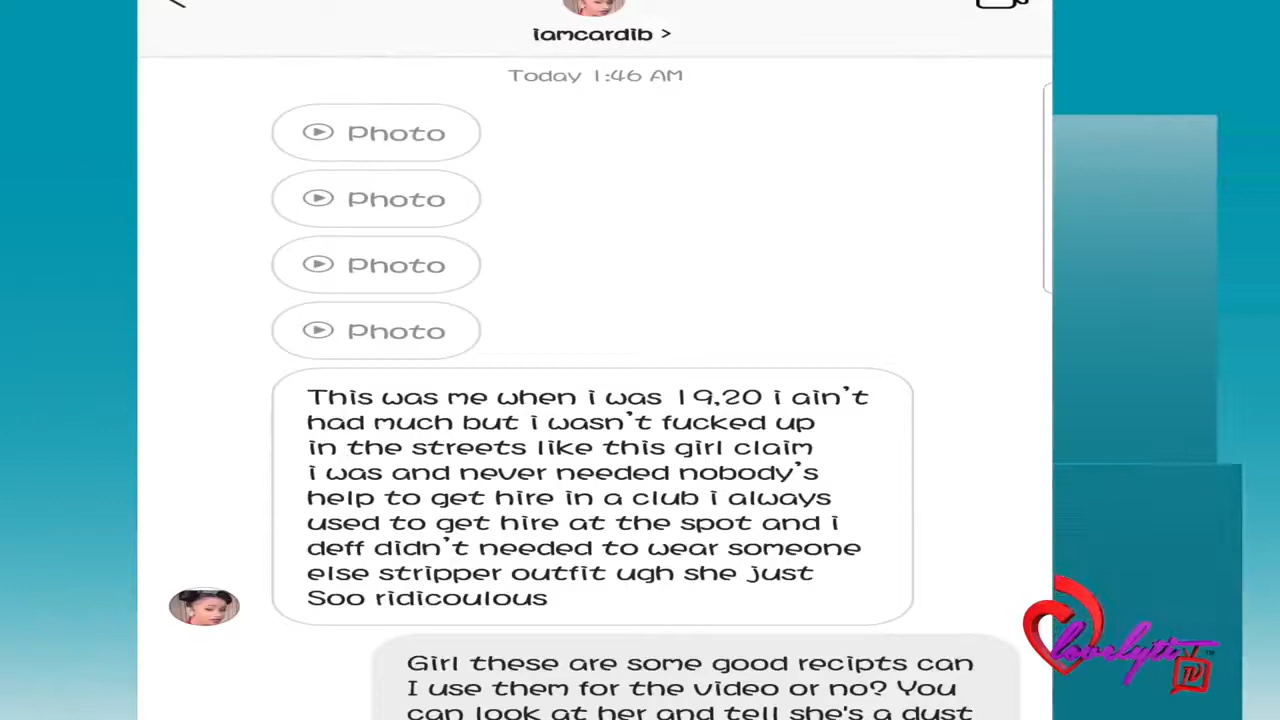 iamcardib >
Today 1:46 AM
Photo
Photo
Photo
Photo
This was me when i was 19,20 i ain't
had much but i wasn't fucked up
in the streets like this girl claim
i was and never needed nobody's
help to get hire in a club i always
used to get hire at the spot and i
deff didn't needed to wear someone
else stripper outfit ugh she just
Soo ridicoulous
Girl these are some good recipts can
I use them for the video or no? You
can look at her and tell she's a dust
lovelytitv
TM